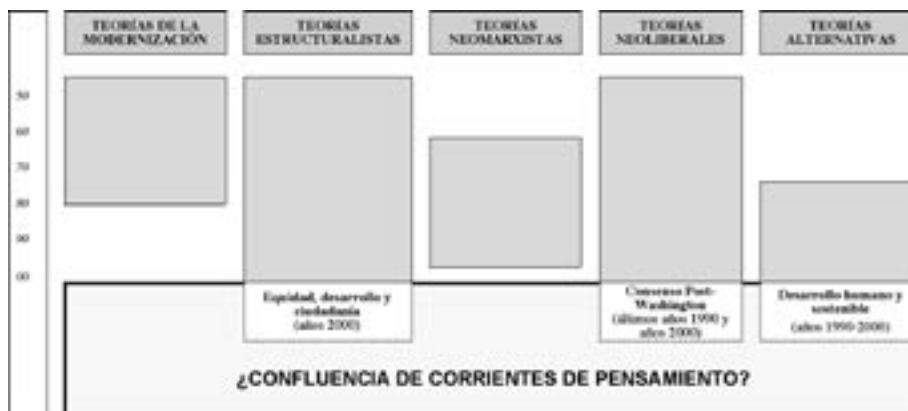 TEORÍAS DE LA
MODERNIZACIÓN
TEORÍAS
ESTRUCTURALISTAS
TEORÍAS
NEOMARXISTAS
TEORÍAS
NEOLIBERALES
TEORÍAS
ALTERNATIVAS
50
60
70
80
90
00
Equidad, desarrollo y
ciudadanía
(años 2000)
Consenso Post-
Washington
(últimos años 1990 y
años 2000)
Desarrollo humano y
sostenible
(años 1990-2000)
¿CONFLUENCIA DE CORRIENTES DE PENSAMIENTO?